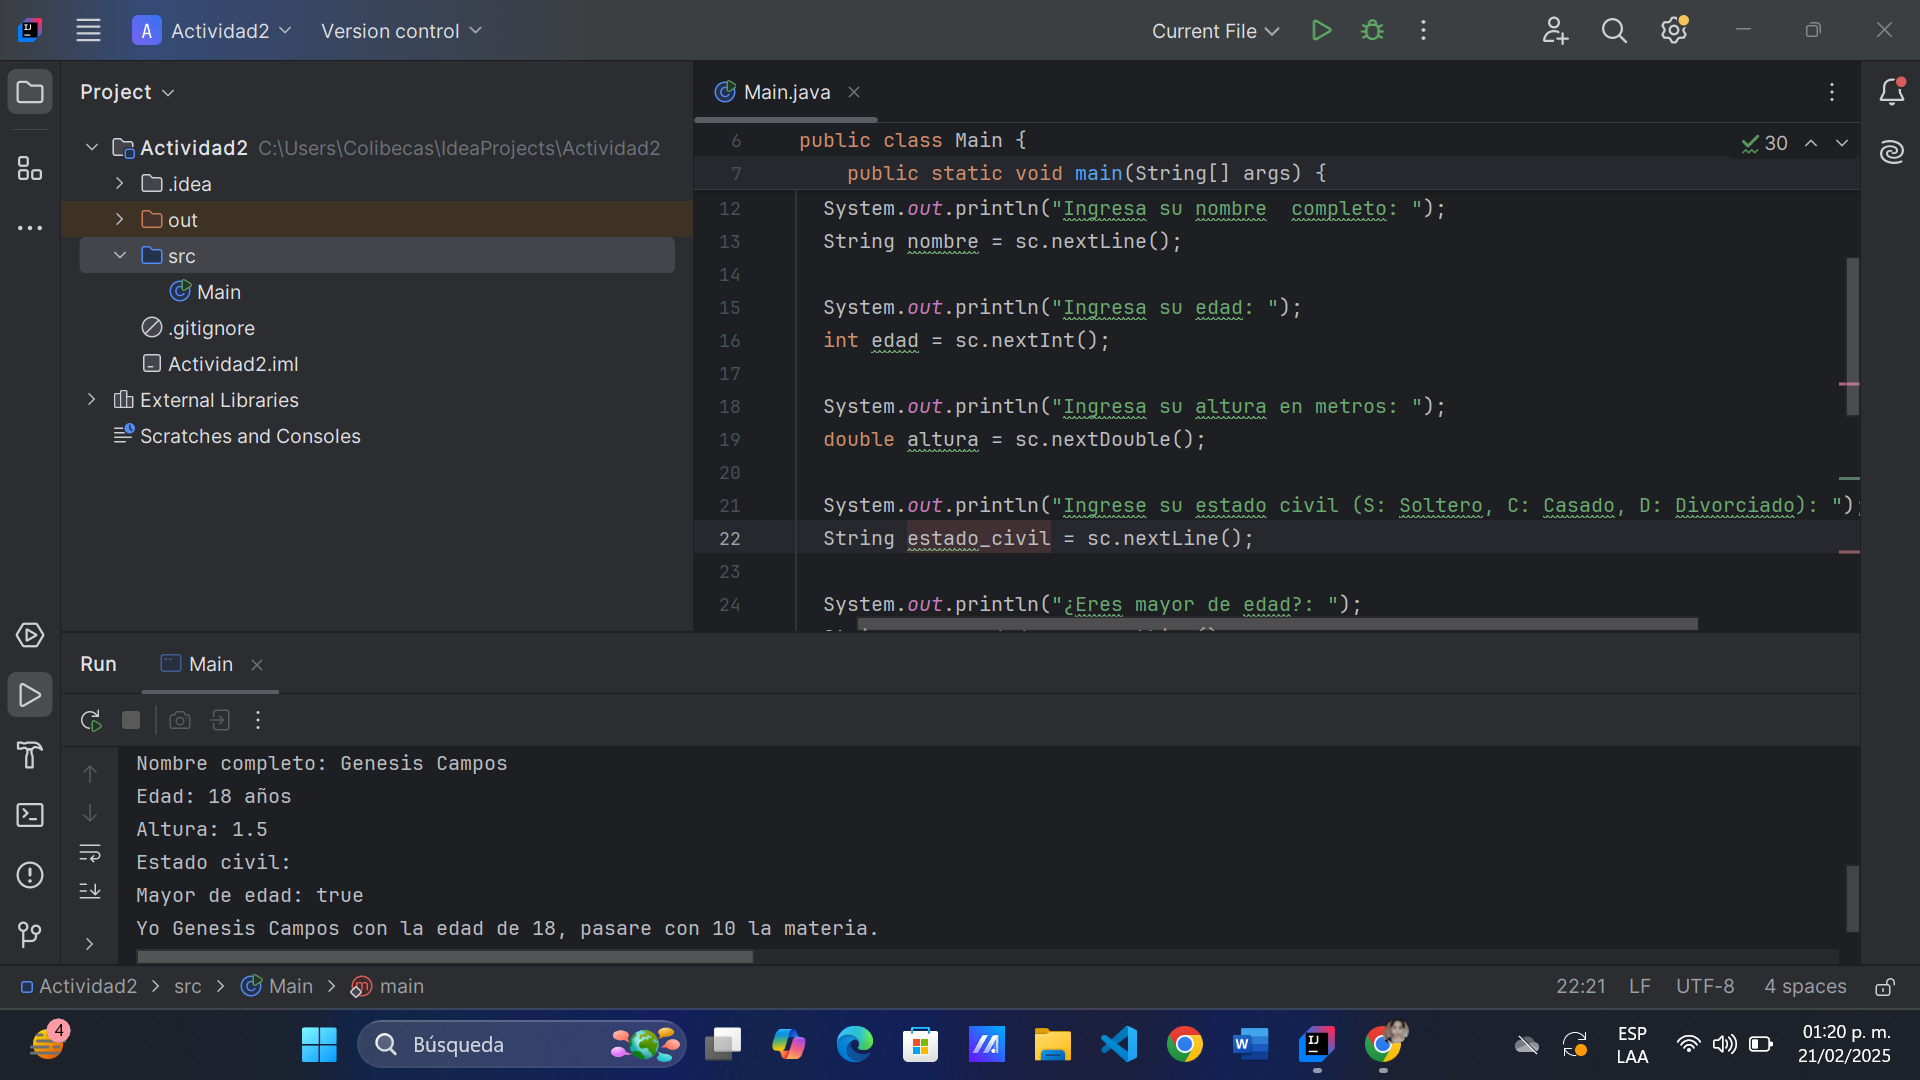 A Actividad2 Version control Current File
Project
Main.java
Actividad2 C:\Users\Colibecas\IdeaProjects\Actividad2
.idea
out
src
Main
.gitignore
Actividad2.iml
External Libraries
Scratches and Consoles
30
6 public class Main {
7 public static void main(String[] args) {
12 System.out.println("Ingresa su nombre  completo: ");
13 String nombre = sc.nextLine();
14
15 System.out.println("Ingresa su edad: ");
16 int edad = sc.nextInt();
17
18 System.out.println("Ingresa su altura en metros: ");
19 double altura = sc.nextDouble();
20
21 System.out.println("Ingrese su estado civil (S: Soltero, C: Casado, D: Divorciado): ");
22 String estado_civil = sc.nextLine();
23
24 System.out.println("¿Eres mayor de edad?: ");
Run Main
Nombre completo: Genesis Campos
Edad: 18 años
Altura: 1.5
Estado civil:
Mayor de edad: true
Yo Genesis Campos con la edad de 18, pasare con 10 la materia.
Actividad2 > src > Main > main 22:21 LF UTF-8 4 spaces
4 Búsqueda ESP LAA 01:20 p. m. 21/02/2025